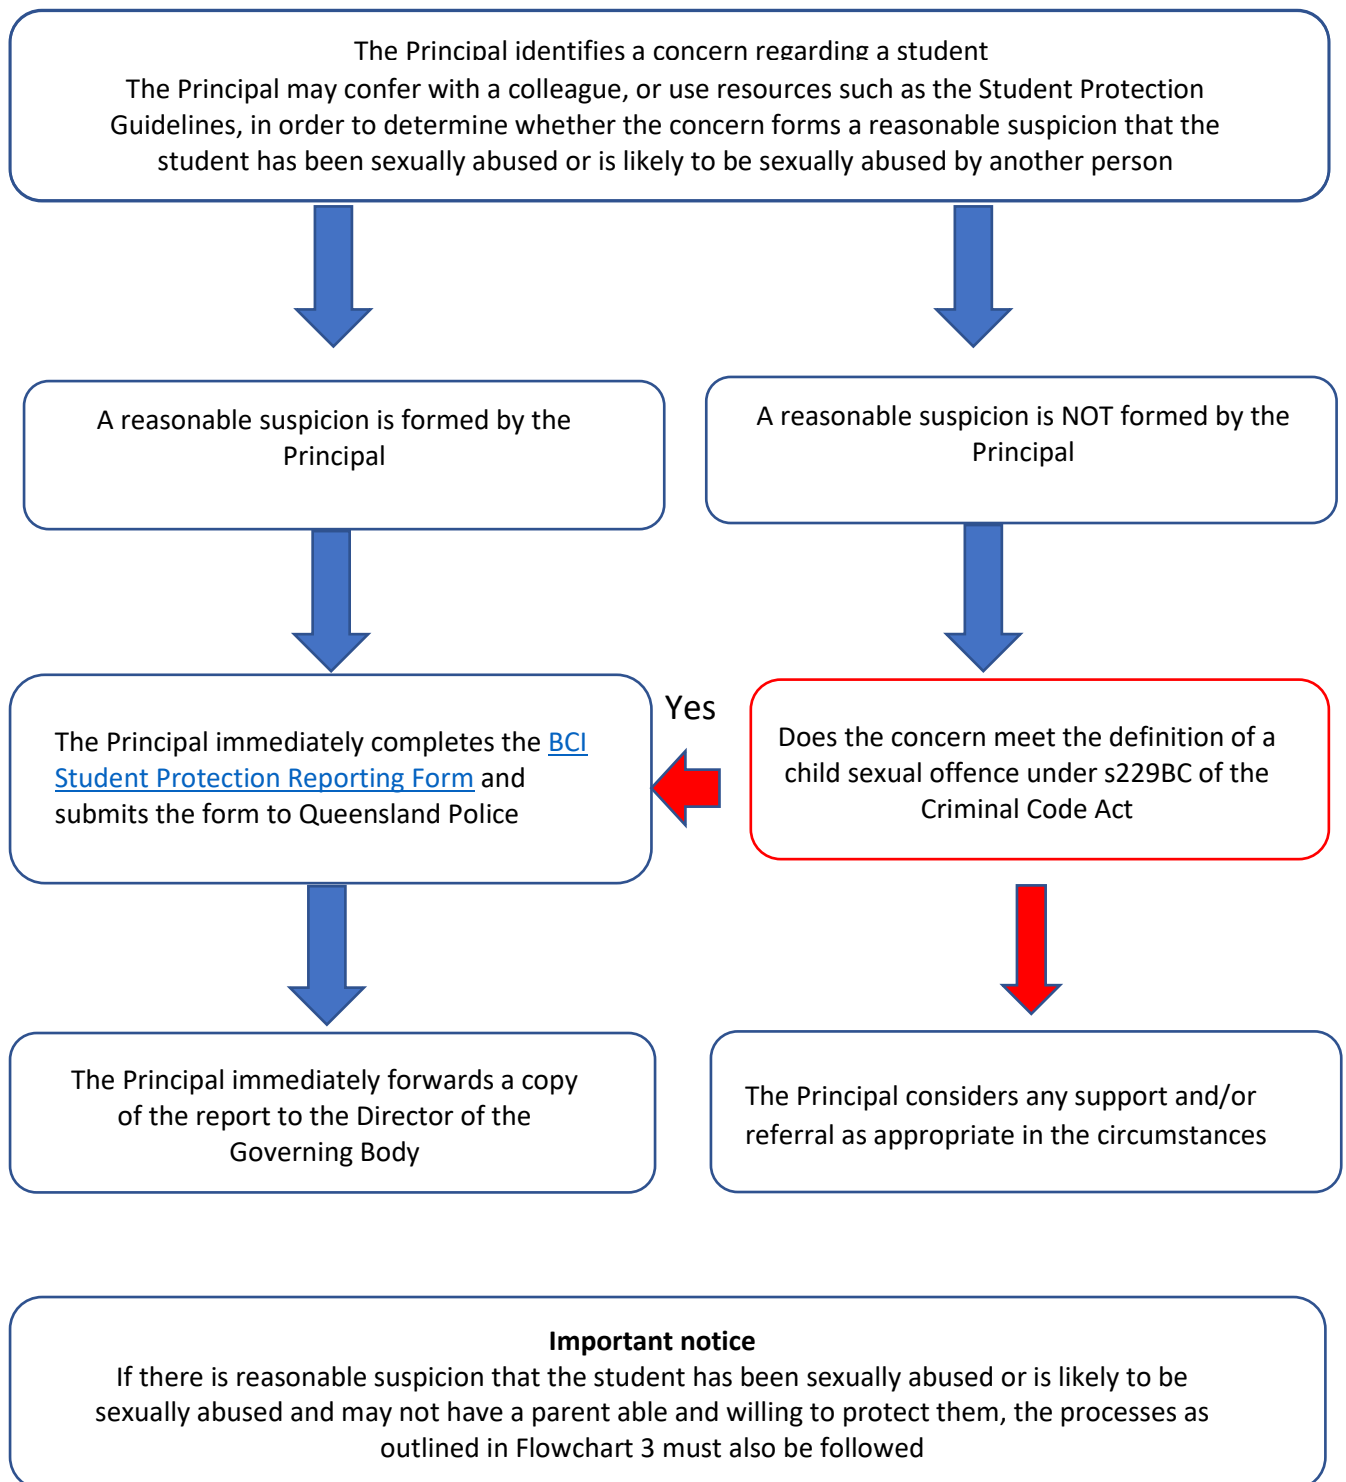 The Principal identifies a concern regarding a student
The Principal may confer with a colleague, or use resources such as the Student Protection
Guidelines, in order to determine whether the concern forms a reasonable suspicion that the
student has been sexually abused or is likely to be sexually abused by another person
A reasonable suspicion is formed by the
Principal
A reasonable suspicion is NOT formed by the
Principal
The Principal immediately completes the BCI
Student Protection Reporting Form and
submits the form to Queensland Police
Yes
Does the concern meet the definition of a
child sexual offence under s229BC of the
Criminal Code Act
The Principal immediately forwards a copy
of the report to the Director of the
Governing Body
The Principal considers any support and/or
referral as appropriate in the circumstances
Important notice
If there is reasonable suspicion that the student has been sexually abused or is likely to be
sexually abused and may not have a parent able and willing to protect them, the processes as
outlined in Flowchart 3 must also be followed